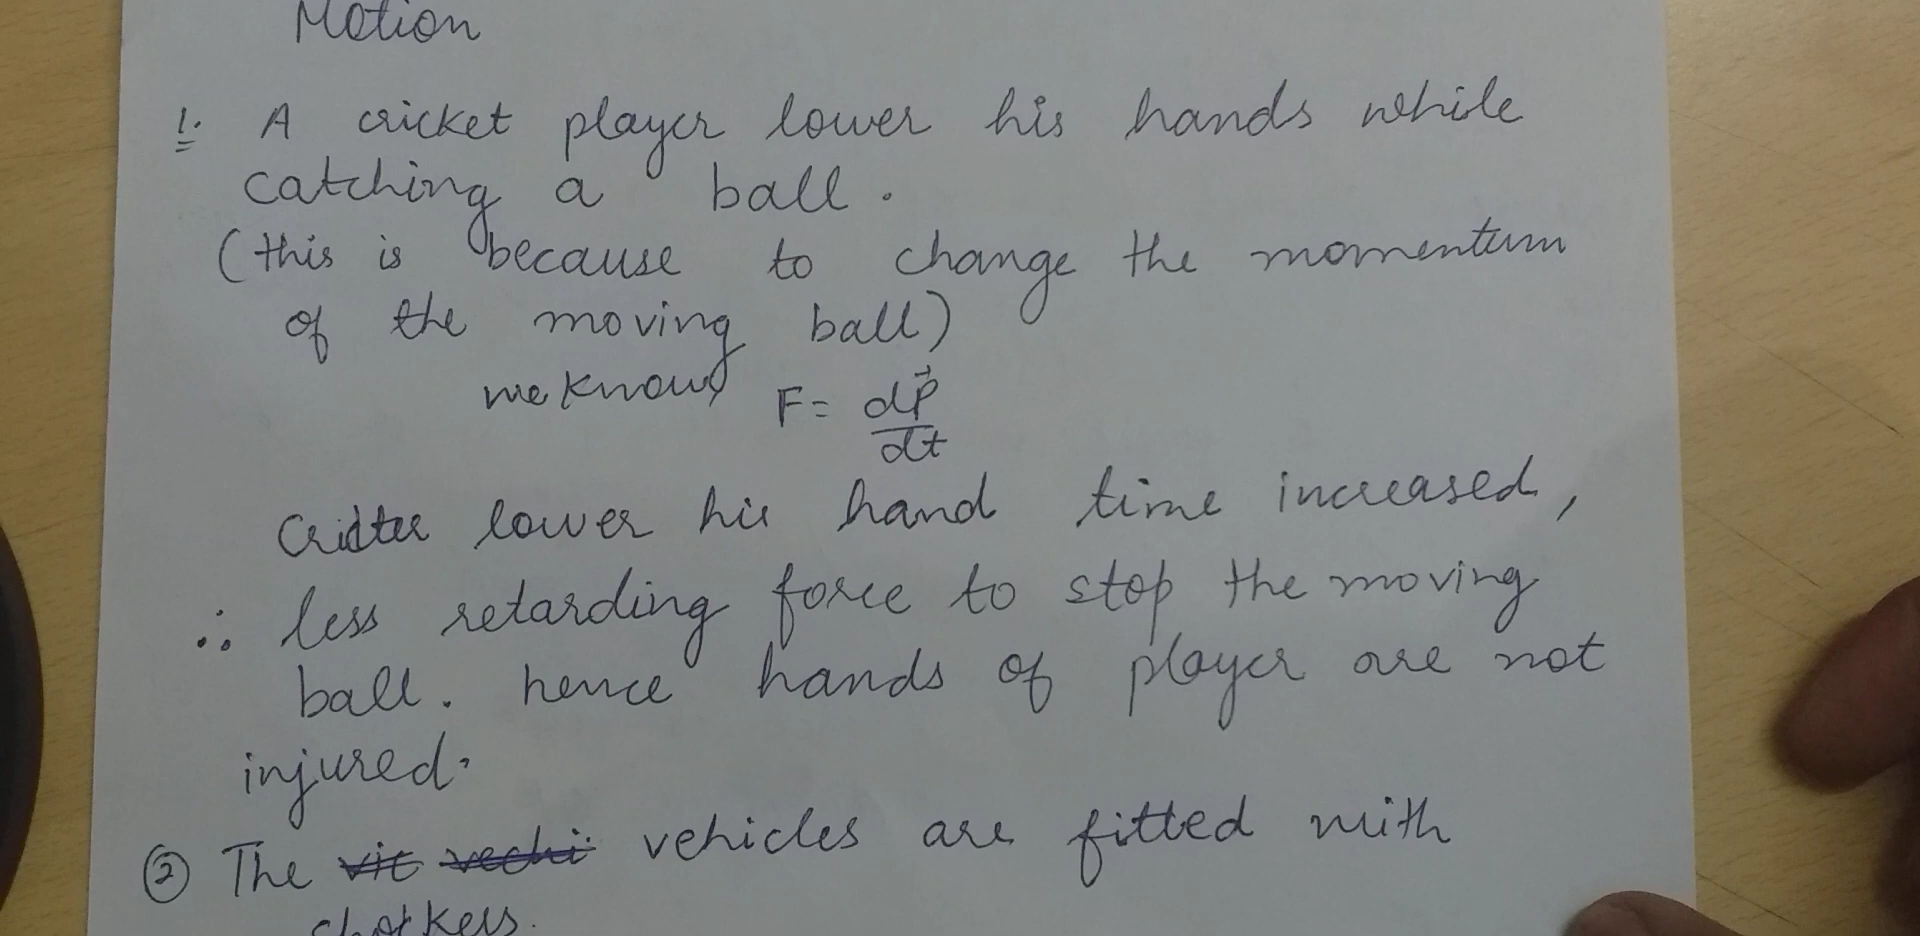 Motion
1. A cricket player lower his hands while
catching a ball.
(this is because to change the momentum
of the moving ball)
we know, F = dp⃗/dt
lower his hand time increased,
∴ less retarding force to stop the moving
ball. hence hands of player are not
injured.
② The vic vechi vehicles are fitted with